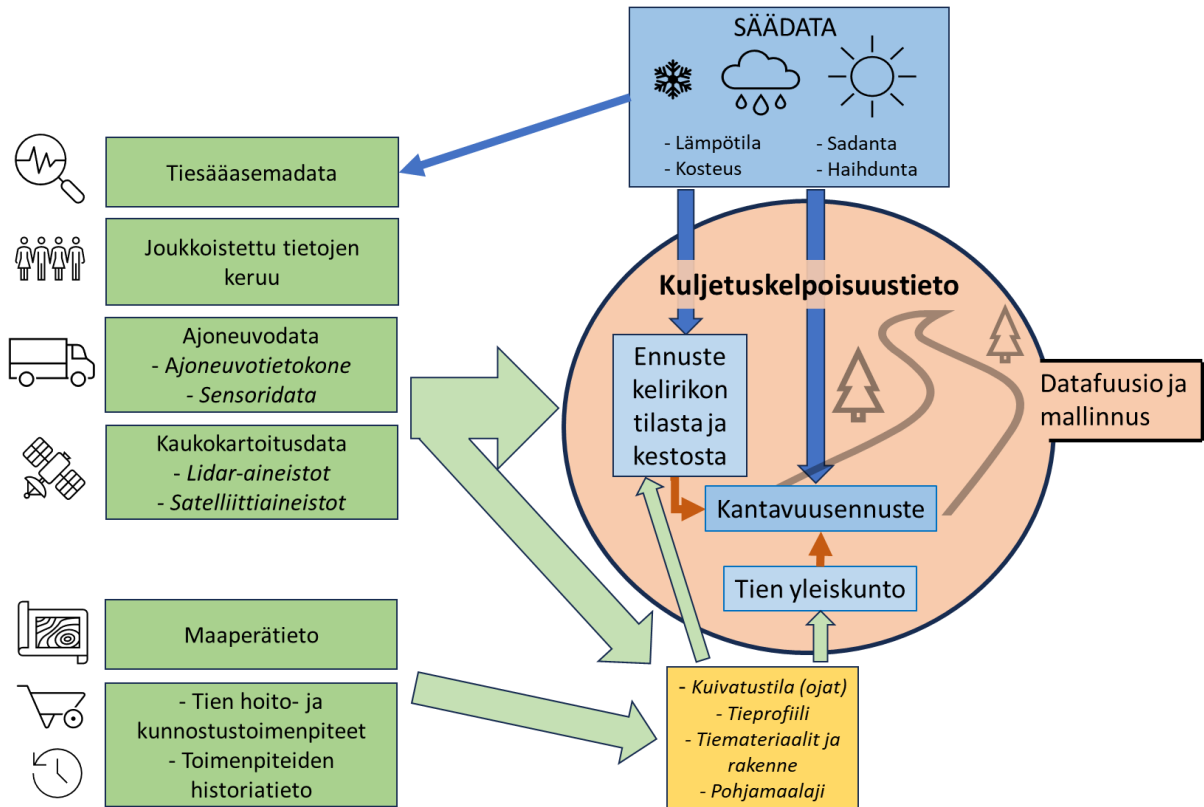 SÄÄDATA
- Lämpötila
- Kosteus
- Sadanta
- Haihdunta
Tiesääasemadata
Joukkoistettu tietojen
keruu
Ajoneuvodata
- Ajoneuvotietokone
- Sensoridata
Kaukokartoitusdata
- Lidar-aineistot
- Satelliittiaineistot
Maaperätieto
- Tien hoito- ja
kunnostustoimenpiteet
- Toimenpiteiden
historiatieto
Kuljetuskelpoisuustieto
Ennuste
kelirikon
tilasta ja
kestosta
Kantavuusennuste
Tien yleiskunto
Datafuusio ja
mallinnus
- Kuivatustila (ojat)
- Tieprofiili
- Tiemateriaalit ja
rakenne
- Pohjamaalaji